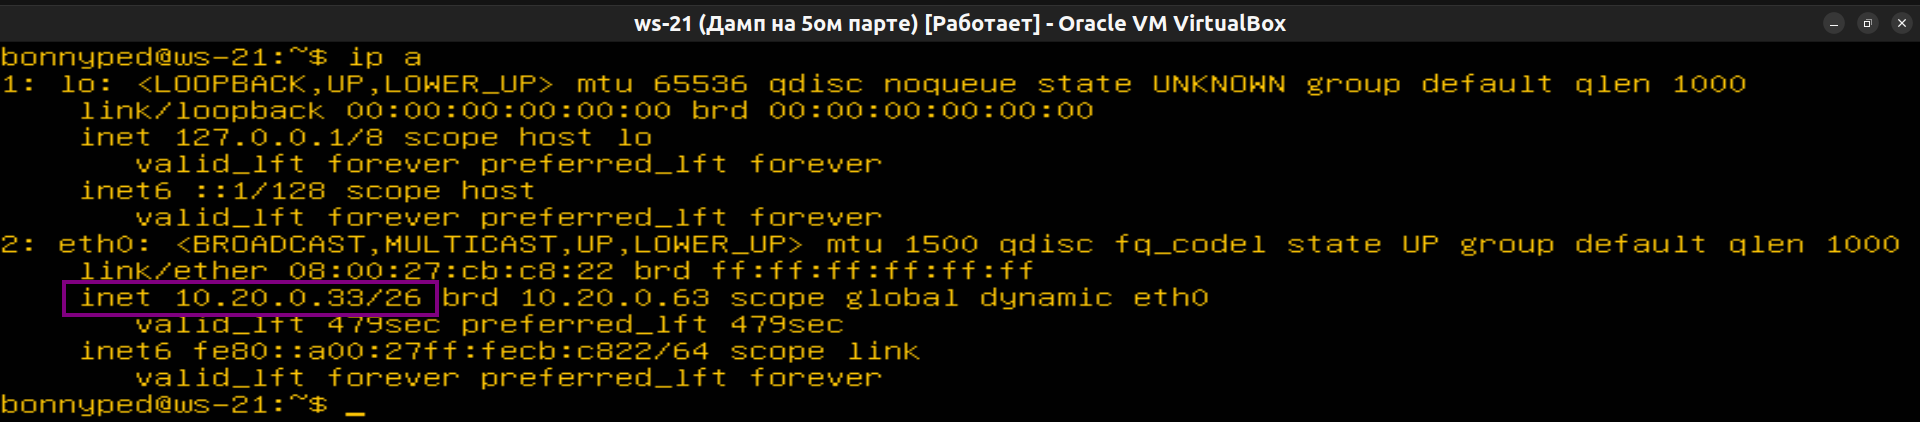 ws-21 (Дамп на 5ом парте) [Работает] - Oracle VM VirtualBox
bonnyped@ws-21:~$ ip a
1: lo: <LOOPBACK,UP,LOWER_UP> mtu 65536 qdisc noqueue state UNKNOWN group default qlen 1000
link/loopback 00:00:00:00:00:00 brd 00:00:00:00:00:00
inet 127.0.0.1/8 scope host lo
valid_lft forever preferred_lft forever
inet6 ::1/128 scope host
valid_lft forever preferred_lft forever
2: eth0: <BROADCAST,MULTICAST,UP,LOWER_UP> mtu 1500 qdisc fq_codel state UP group default qlen 1000
link/ether 08:00:27:cb:c8:22 brd ff:ff:ff:ff:ff:ff
inet 10.20.0.33/26 brd 10.20.0.63 scope global dynamic eth0
valid_lft 479sec preferred_lft 479sec
inet6 fe80::a00:27ff:fecb:c822/64 scope link
valid_lft forever preferred_lft forever
bonnyped@ws-21:~$ _